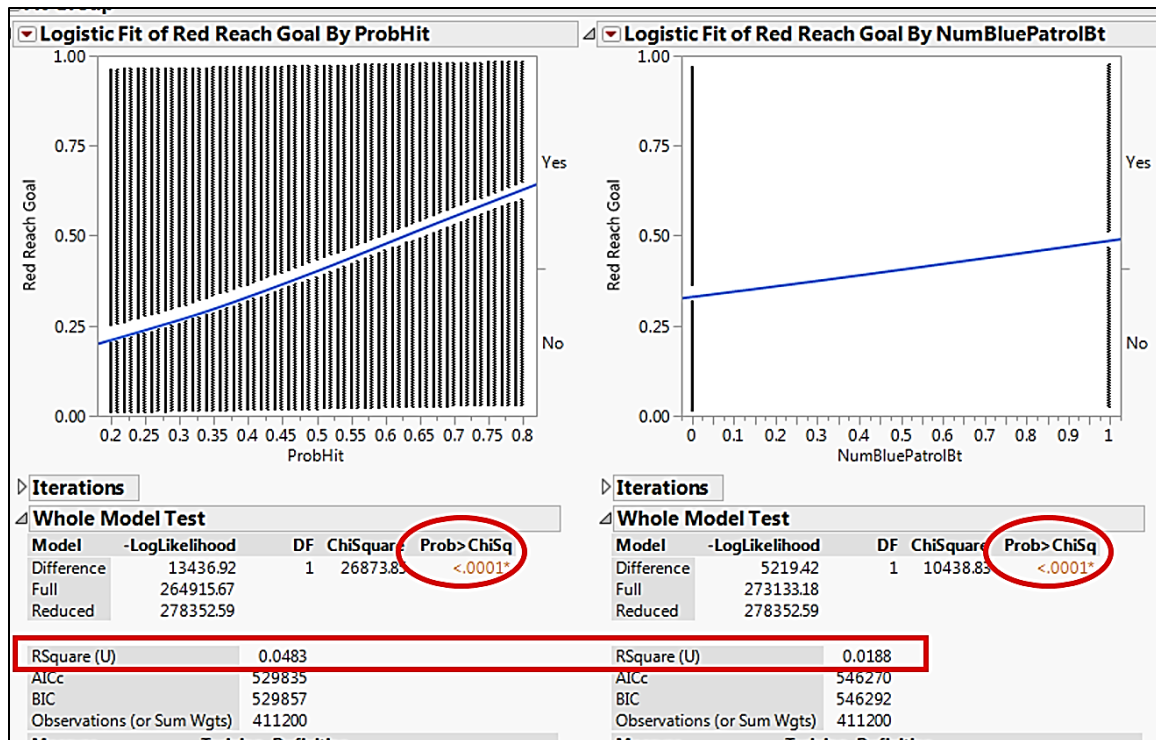 Logistic Fit of Red Reach Goal By ProbHit
1.00
0.75
0.50
0.25
0.00
Red Reach Goal
Yes
No
0.2 0.25 0.3 0.35 0.4 0.45 0.5 0.55 0.6 0.65 0.7 0.75 0.8
ProbHit
Iterations
Whole Model Test
Model -LogLikelihood DF ChiSquare Prob>ChiSq
Difference 13436.92 1 26873.85 <.0001*
Full 264915.67
Reduced 278352.59
RSquare (U) 0.0483
AICc 529835
BIC 529857
Observations (or Sum Wgts) 411200
Logistic Fit of Red Reach Goal By NumBluePatrolBt
1.00
0.75
0.50
0.25
0.00
Red Reach Goal
Yes
No
0 0.1 0.2 0.3 0.4 0.5 0.6 0.7 0.8 0.9 1
NumBluePatrolBt
Iterations
Whole Model Test
Model -LogLikelihood DF ChiSquare Prob>ChiSq
Difference 5219.42 1 10438.83 <.0001*
Full 273133.18
Reduced 278352.59
RSquare (U) 0.0188
AICc 546270
BIC 546292
Observations (or Sum Wgts) 411200